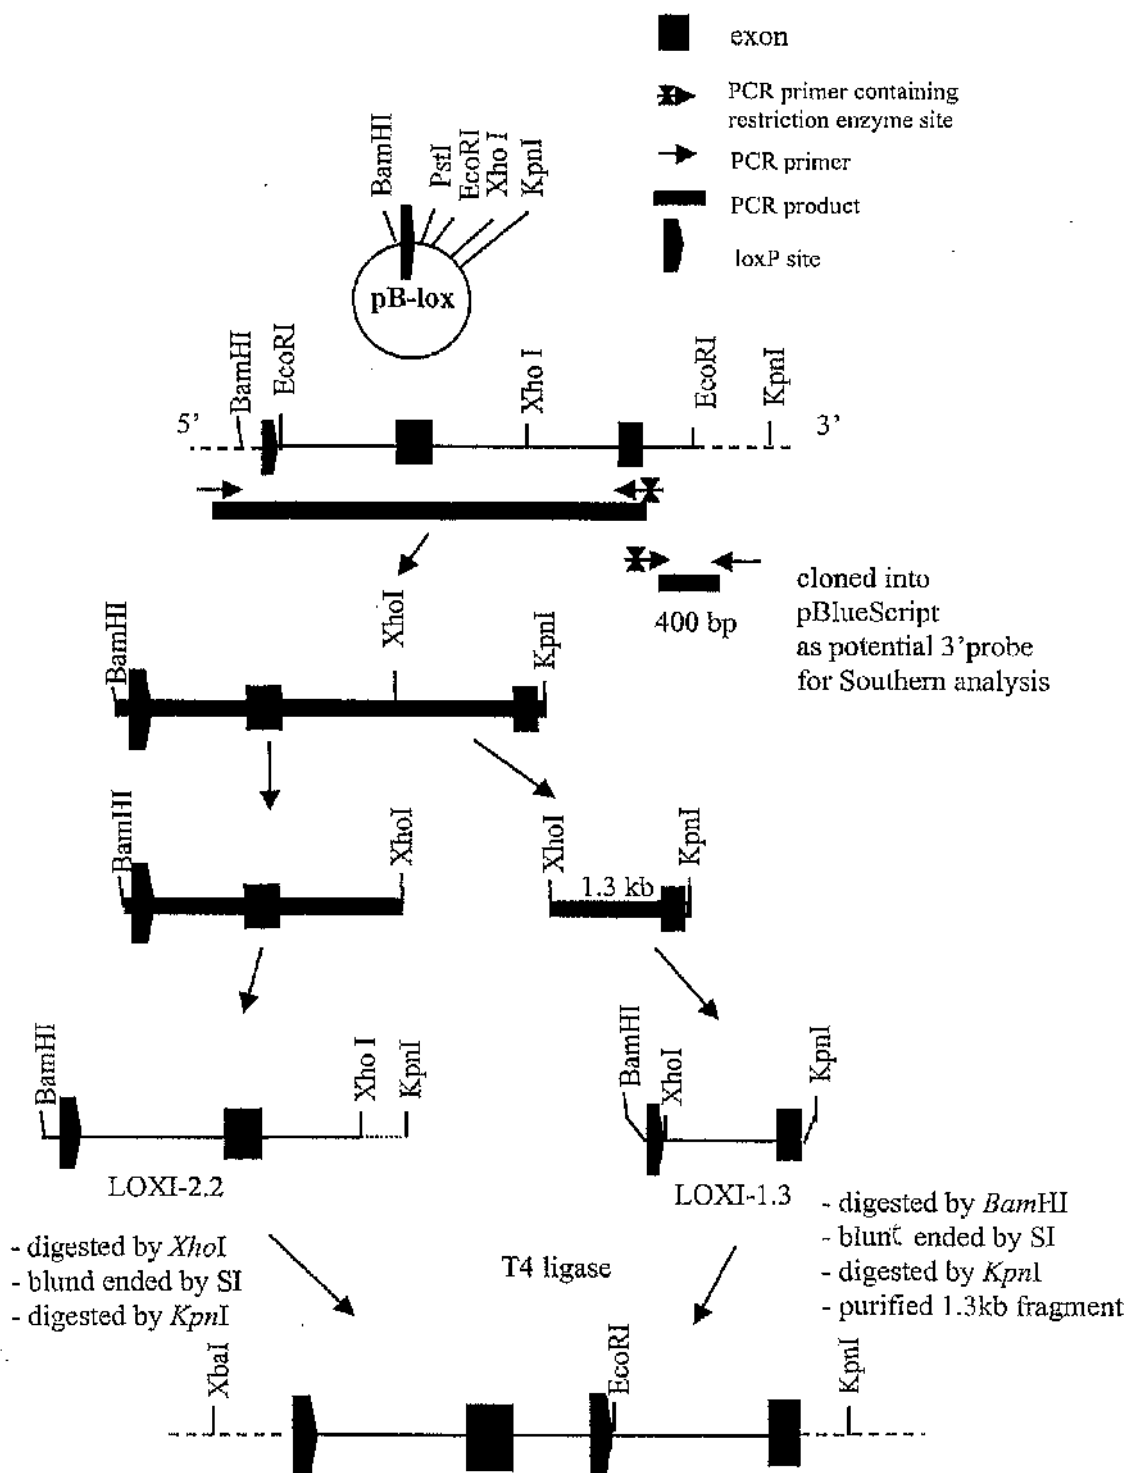 exon
PCR primer containing
restriction enzyme site
PCR primer
PCR product
loxP site
BamHI
PstI
EcoRI
Xho I
KpnI
pB-lox
BamHI
EcoRI
Xho I
EcoRI
KpnI
5'
3'
400 bp
cloned into
pBlueScript
as potential 3'probe
for Southern analysis
BamHI
XhoI
KpnI
BamHI
XhoI
XhoI
1.3 kb
KpnI
BamHI
Xho I
KpnI
LOXI-2.2
BamHI
XhoI
KpnI
LOXI-1.3
- digested by XhoI
- blund ended by SI
- digested by KpnI
T4 ligase
- digested by BamHI
- blunt ended by SI
- digested by KpnI
- purified 1.3kb fragment
XbaI
EcoRI
KpnI